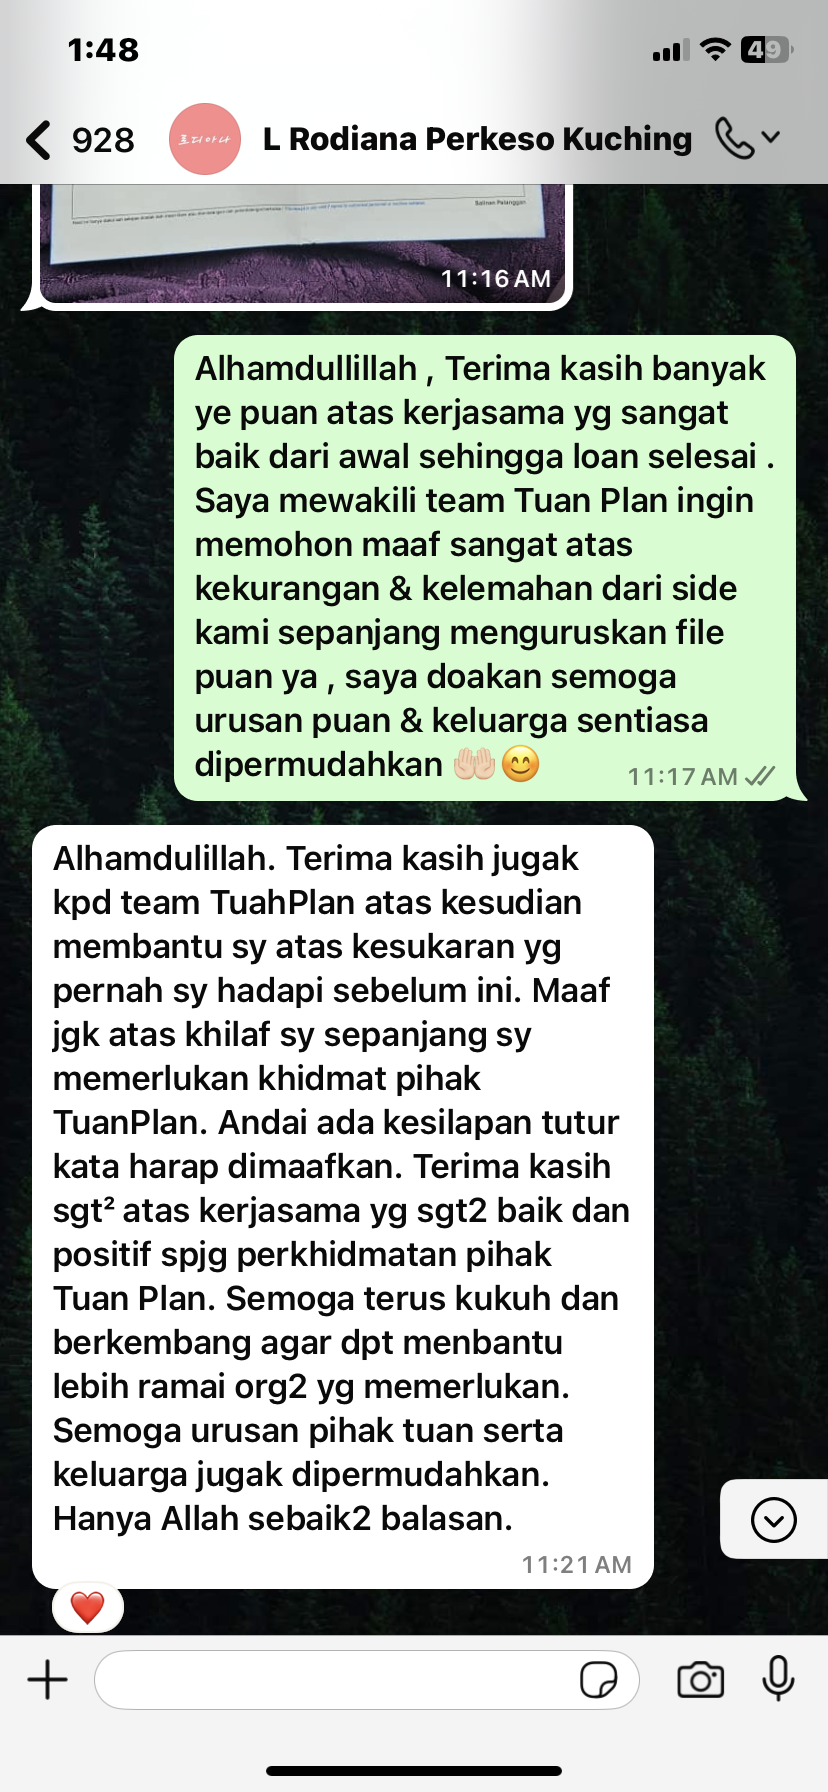 1:48
49
928
로디아나
L Rodiana Perkeso Kuching
Salinan Pelanggan
11:16 AM
Alhamdullillah , Terima kasih banyak
ye puan atas kerjasama yg sangat
baik dari awal sehingga loan selesai .
Saya mewakili team Tuan Plan ingin
memohon maaf sangat atas
kekurangan & kelemahan dari side
kami sepanjang menguruskan file
puan ya , saya doakan semoga
urusan puan & keluarga sentiasa
dipermudahkan 🤲🏻😊
11:17 AM
Alhamdulillah. Terima kasih jugak
kpd team TuahPlan atas kesudian
membantu sy atas kesukaran yg
pernah sy hadapi sebelum ini. Maaf
jgk atas khilaf sy sepanjang sy
memerlukan khidmat pihak
TuanPlan. Andai ada kesilapan tutur
kata harap dimaafkan. Terima kasih
sgt² atas kerjasama yg sgt2 baik dan
positif spjg perkhidmatan pihak
Tuan Plan. Semoga terus kukuh dan
berkembang agar dpt menbantu
lebih ramai org2 yg memerlukan.
Semoga urusan pihak tuan serta
keluarga jugak dipermudahkan.
Hanya Allah sebaik2 balasan.
11:21 AM
❤️